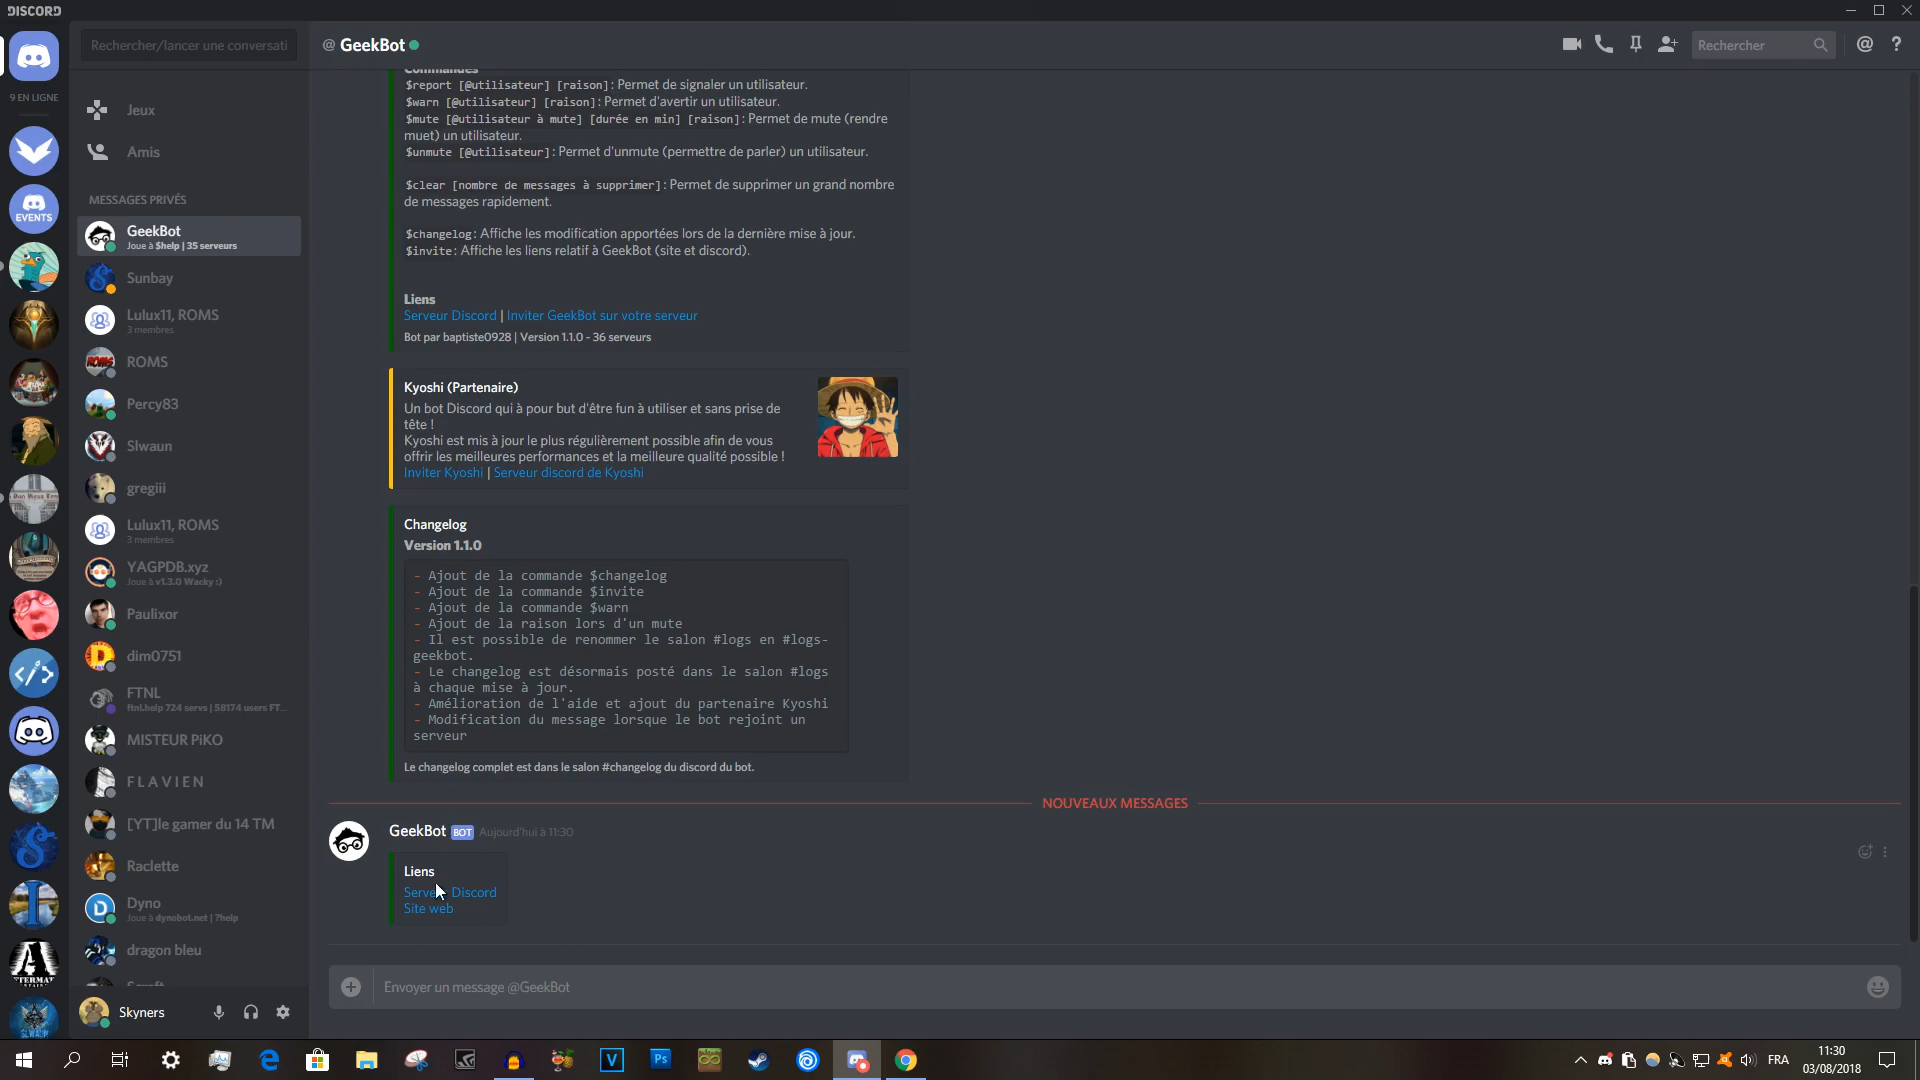 DISCORD
Rechercher/lancer une conversati
@ GeekBot
Rechercher
9 EN LIGNE
EVENTS
Jeux
Amis
MESSAGES PRIVÉS
GeekBot
Joue à $help | 35 serveurs
Sunbay
Lulux11, ROMS
3 membres
ROMS
Percy83
Slwaun
gregiii
Lulux11, ROMS
3 membres
YAGPDB.xyz
Joue à v1.3.0 Wacky :)
Paulixor
dim0751
FTNL
ftnl.help 724 servs | 58174 users FT...
MISTEUR PiKO
F L A V I E N
[YT]le gamer du 14 TM
Raclette
Dyno
Joue à dynobot.net | ?help
dragon bleu
Skyners
Commandes
$report [@utilisateur] [raison]: Permet de signaler un utilisateur.
$warn [@utilisateur] [raison]: Permet d'avertir un utilisateur.
$mute [@utilisateur à mute] [durée en min] [raison]: Permet de mute (rendre
muet) un utilisateur.
$unmute [@utilisateur]: Permet d'unmute (permettre de parler) un utilisateur.
$clear [nombre de messages à supprimer]: Permet de supprimer un grand nombre
de messages rapidement.
$changelog: Affiche les modification apportées lors de la dernière mise à jour.
$invite: Affiche les liens relatif à GeekBot (site et discord).
Liens
Serveur Discord | Inviter GeekBot sur votre serveur
Bot par baptiste0928 | Version 1.1.0 - 36 serveurs
Kyoshi (Partenaire)
Un bot Discord qui à pour but d'être fun à utiliser et sans prise de
tête !
Kyoshi est mis à jour le plus régulièrement possible afin de vous
offrir les meilleures performances et la meilleure qualité possible !
Inviter Kyoshi | Serveur discord de Kyoshi
Changelog
Version 1.1.0
- Ajout de la commande $changelog
- Ajout de la commande $invite
- Ajout de la commande $warn
- Ajout de la raison lors d'un mute
- Il est possible de renommer le salon #logs en #logs-
geekbot.
- Le changelog est désormais posté dans le salon #logs
à chaque mise à jour.
- Amélioration de l'aide et ajout du partenaire Kyoshi
- Modification du message lorsque le bot rejoint un
serveur
Le changelog complet est dans le salon #changelog du discord du bot.
NOUVEAUX MESSAGES
GeekBot BOT Aujourd'hui à 11:30
Liens
Serveur Discord
Site web
Envoyer un message @GeekBot
FRA
11:30
03/08/2018